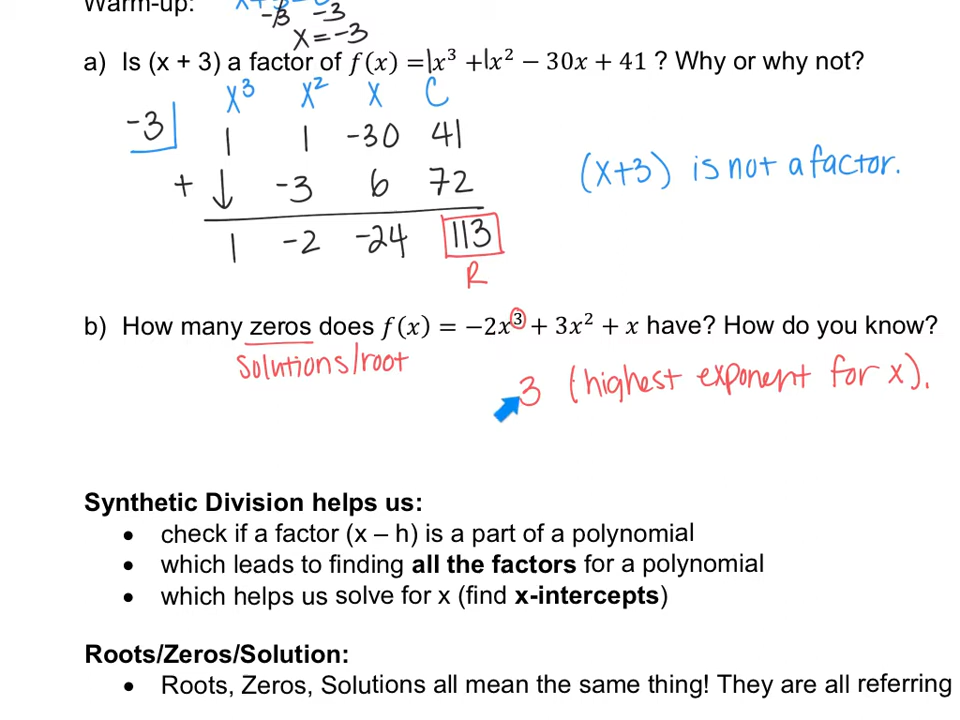 Warm-up:
-3 -3
x=-3
a) Is (x + 3) a factor of f(x) =1x³ +1x² − 30x + 41 ? Why or why not?
x³ x² x C
-3 1 1 -30 41
+ ↓ -3 6 72
(x+3) is not a factor.
1 -2 -24 113
R
b) How many zeros does f(x) = −2x³ + 3x² + x have? How do you know?
solutions/root
3 (highest exponent for x).
Synthetic Division helps us:
• check if a factor (x – h) is a part of a polynomial
• which leads to finding all the factors for a polynomial
• which helps us solve for x (find x-intercepts)
Roots/Zeros/Solution:
• Roots, Zeros, Solutions all mean the same thing! They are all referring